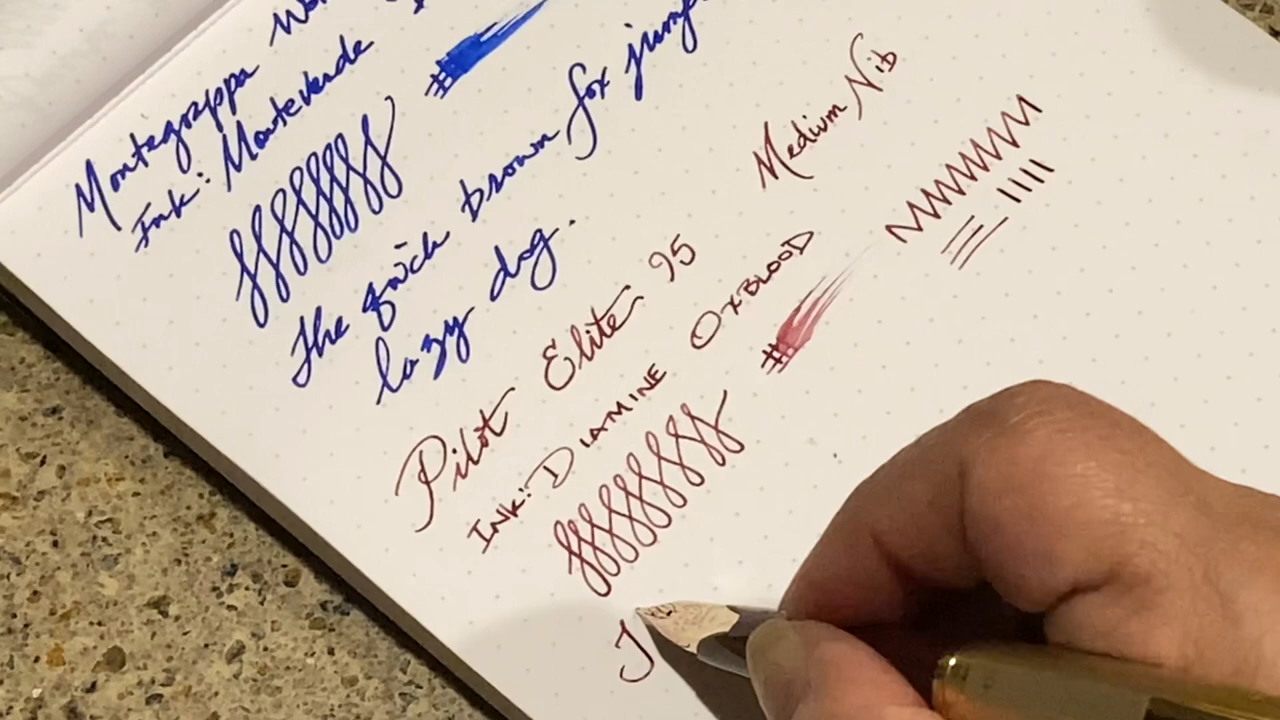 Montegrappa
Ink: Monteverde
The quick brown fox jumps
lazy dog.
Pilot Elite 95 Medium Nib
Ink: Diamine Oxblood
T